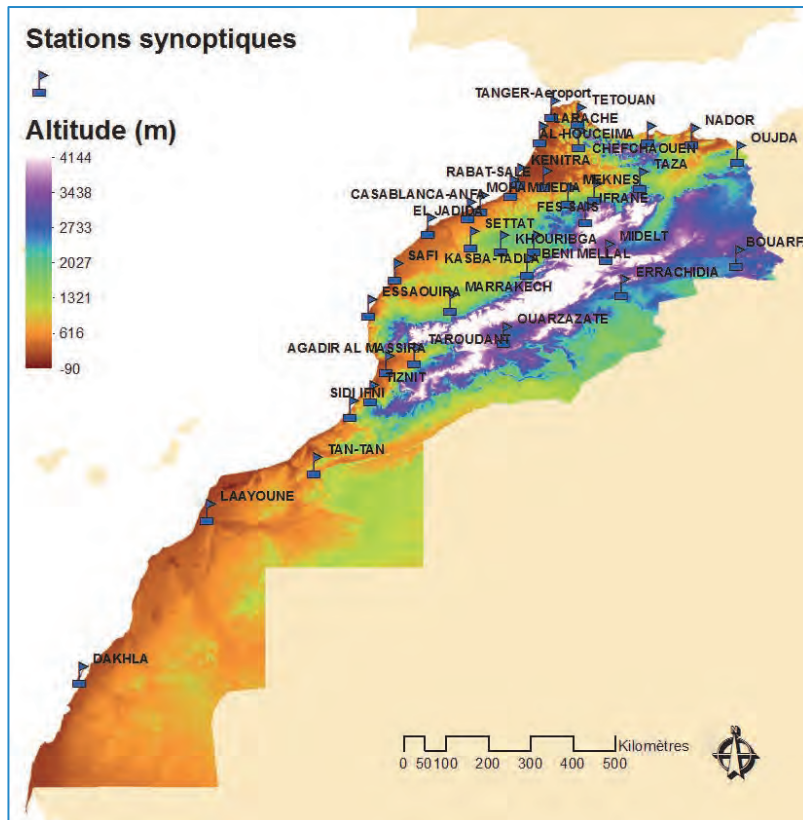 Stations synoptiques
Altitude (m)
4144
3438
2733
2027
1321
616
-90
TANGER-Aeroport
TETOUAN
LARACHE
AL-HOUCEIMA
NADOR
OUJDA
CHEFCHAOUEN
KENITRA
TAZA
RABAT-SALE
MEKNES
MOHAMMEDIA
CASABLANCA-ANFA
IFRANE
FES-SAIS
EL JADIDA
SETTAT
KHOURIBGA
MIDELT
BOUARF
SAFI
KASBA-TADLA
BENI MELLAL
ERRACHIDIA
ESSAOUIRA
MARRAKECH
OUARZAZATE
AGADIR AL MASSIRA
TAROUDANT
TIZNIT
SIDI IFNI
TAN-TAN
LAAYOUNE
DAKHLA
Kilomètres
0 50 100 200 300 400 500